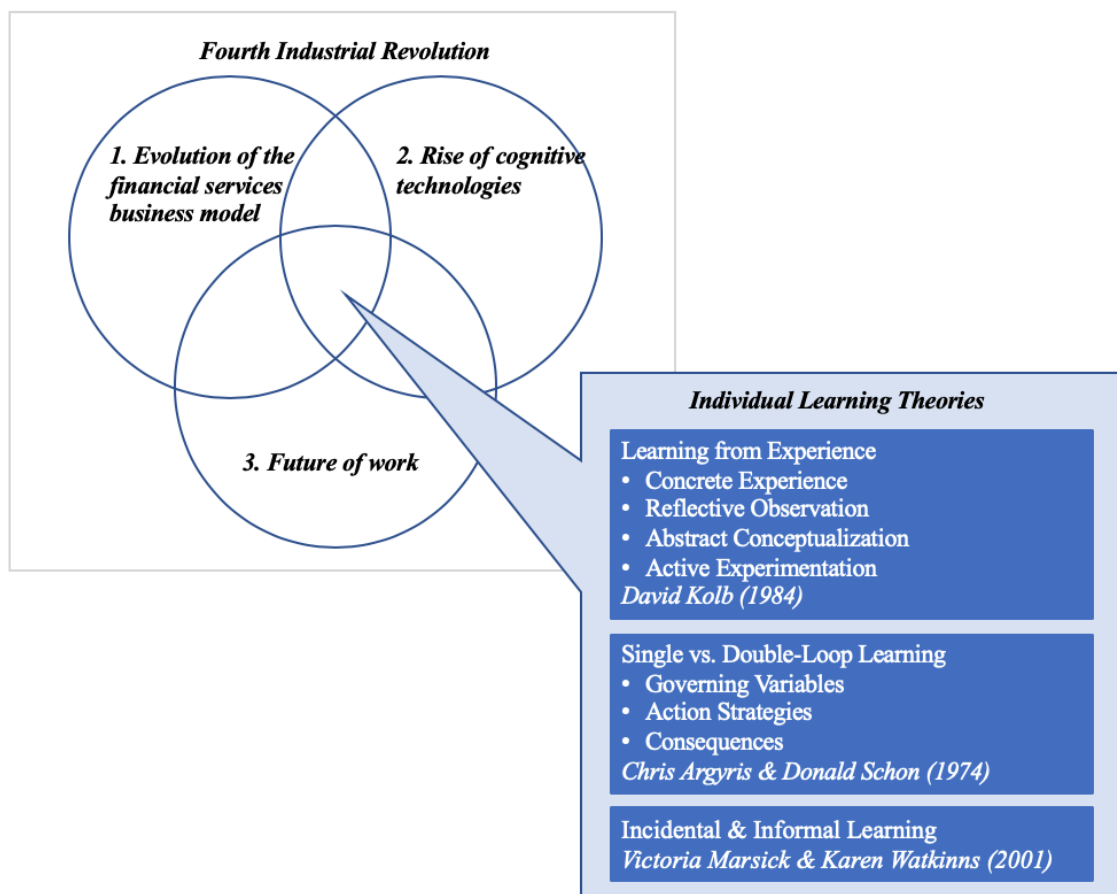 Fourth Industrial Revolution
1. Evolution of the
financial services
business model
2. Rise of cognitive
technologies
3. Future of work
Individual Learning Theories
Learning from Experience
• Concrete Experience
• Reflective Observation
• Abstract Conceptualization
• Active Experimentation
David Kolb (1984)
Single vs. Double-Loop Learning
• Governing Variables
• Action Strategies
• Consequences
Chris Argyris & Donald Schon (1974)
Incidental & Informal Learning
Victoria Marsick & Karen Watkinns (2001)